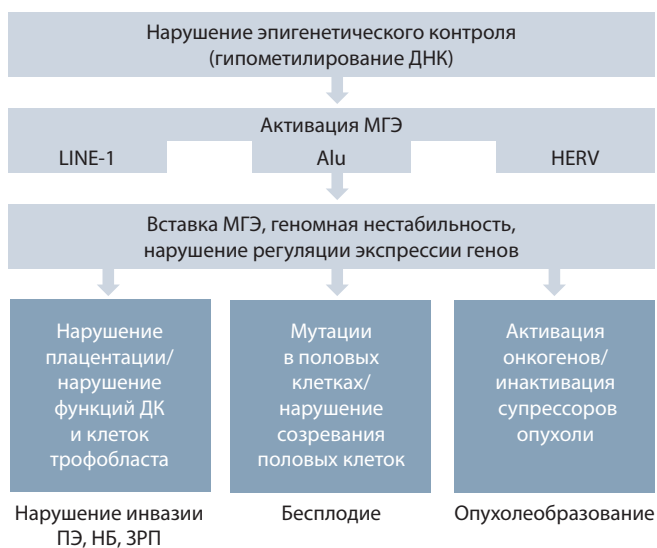 Нарушение эпигенетического контроля
(гипометилирование ДНК)
Активация МГЭ
LINE-1
Alu
HERV
Вставка МГЭ, геномная нестабильность,
нарушение регуляции экспрессии генов
Нарушение
плацентации/
нарушение
функций ДК
и клеток
трофобласта
Мутации
в половых
клетках/
нарушение
созревания
половых клеток
Активация
онкогенов/
инактивация
супрессоров
опухоли
Нарушение инвазии
ПЭ, НБ, ЗРП
Бесплодие
Опухолеобразование